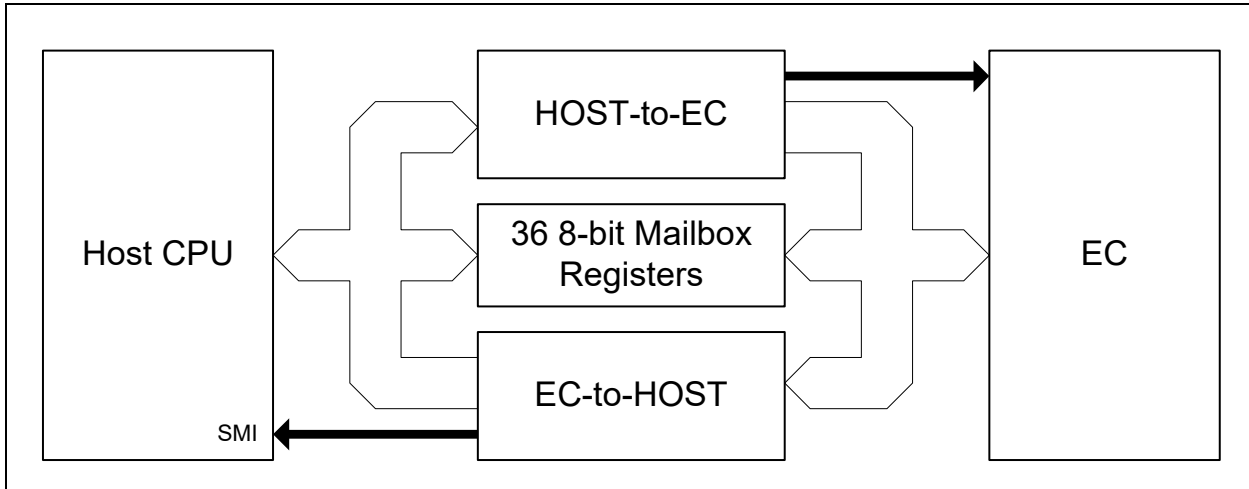 HOST-to-EC
Host CPU
36 8-bit Mailbox
Registers
EC
EC-to-HOST
SMI